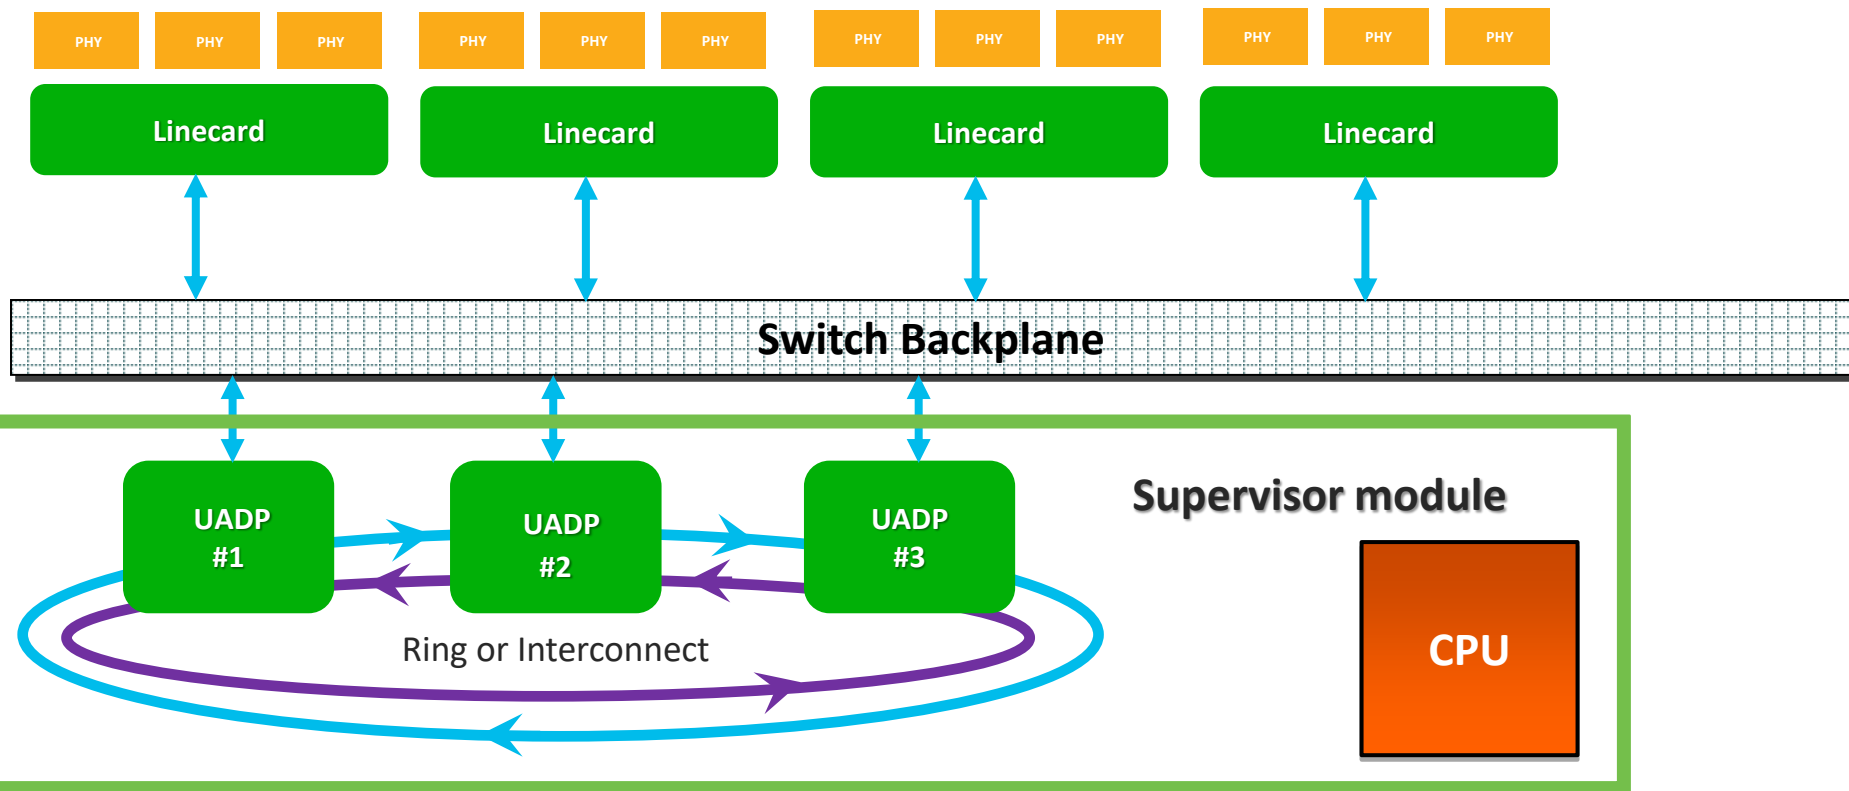 PHY PHY PHY PHY PHY PHY PHY PHY PHY PHY PHY PHY
Linecard Linecard Linecard Linecard
Switch Backplane
Supervisor module
UADP
#1
UADP
#2
UADP
#3
Ring or Interconnect
CPU